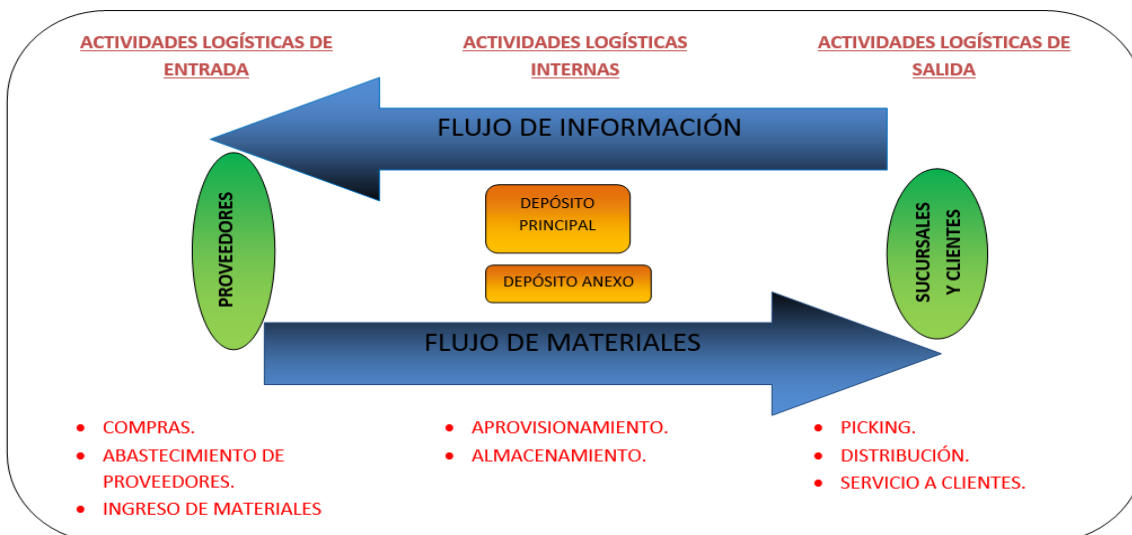 ACTIVIDADES LOGÍSTICAS DE
ENTRADA
ACTIVIDADES LOGÍSTICAS
INTERNAS
ACTIVIDADES LOGÍSTICAS DE
SALIDA
FLUJO DE INFORMACIÓN
PROVEEDORES
DEPÓSITO
PRINCIPAL
DEPÓSITO ANEXO
SUCURSALES
Y CLIENTES
FLUJO DE MATERIALES
• COMPRAS.
• ABASTECIMIENTO DE
PROVEEDORES.
• INGRESO DE MATERIALES
• APROVISIONAMIENTO.
• ALMACENAMIENTO.
• PICKING.
• DISTRIBUCIÓN.
• SERVICIO A CLIENTES.